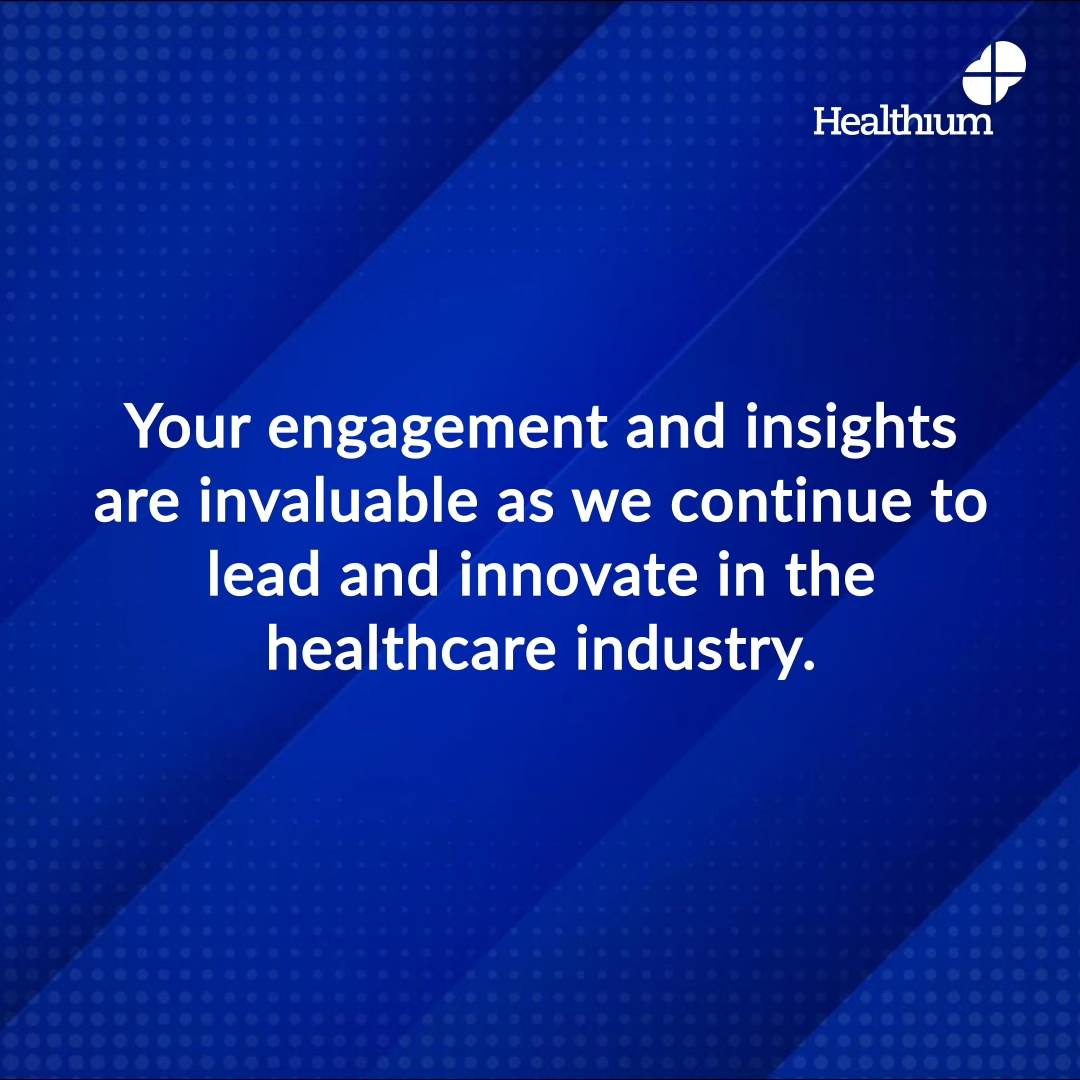 Healthium
Your engagement and insights
are invaluable as we continue to
lead and innovate in the
healthcare industry.